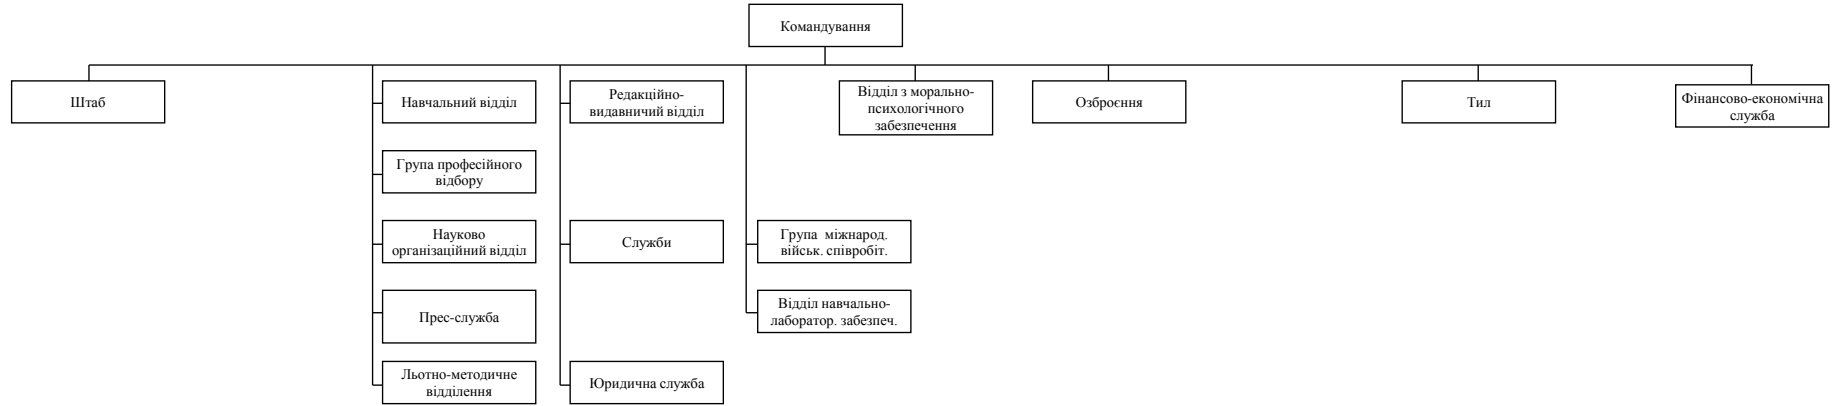 Командування
Штаб
Навчальний відділ
Редакційно-
видавничий відділ
Відділ з морально-
психологічного
забезпечення
Озброєння
Тил
Фінансово-економічна
служба
Група професійного
відбору
Науково
організаційний відділ
Служби
Група міжнарод.
військ. співробіт.
Прес-служба
Відділ навчально-
лаборатор. забезпеч.
Льотно-методичне
відділення
Юридична служба